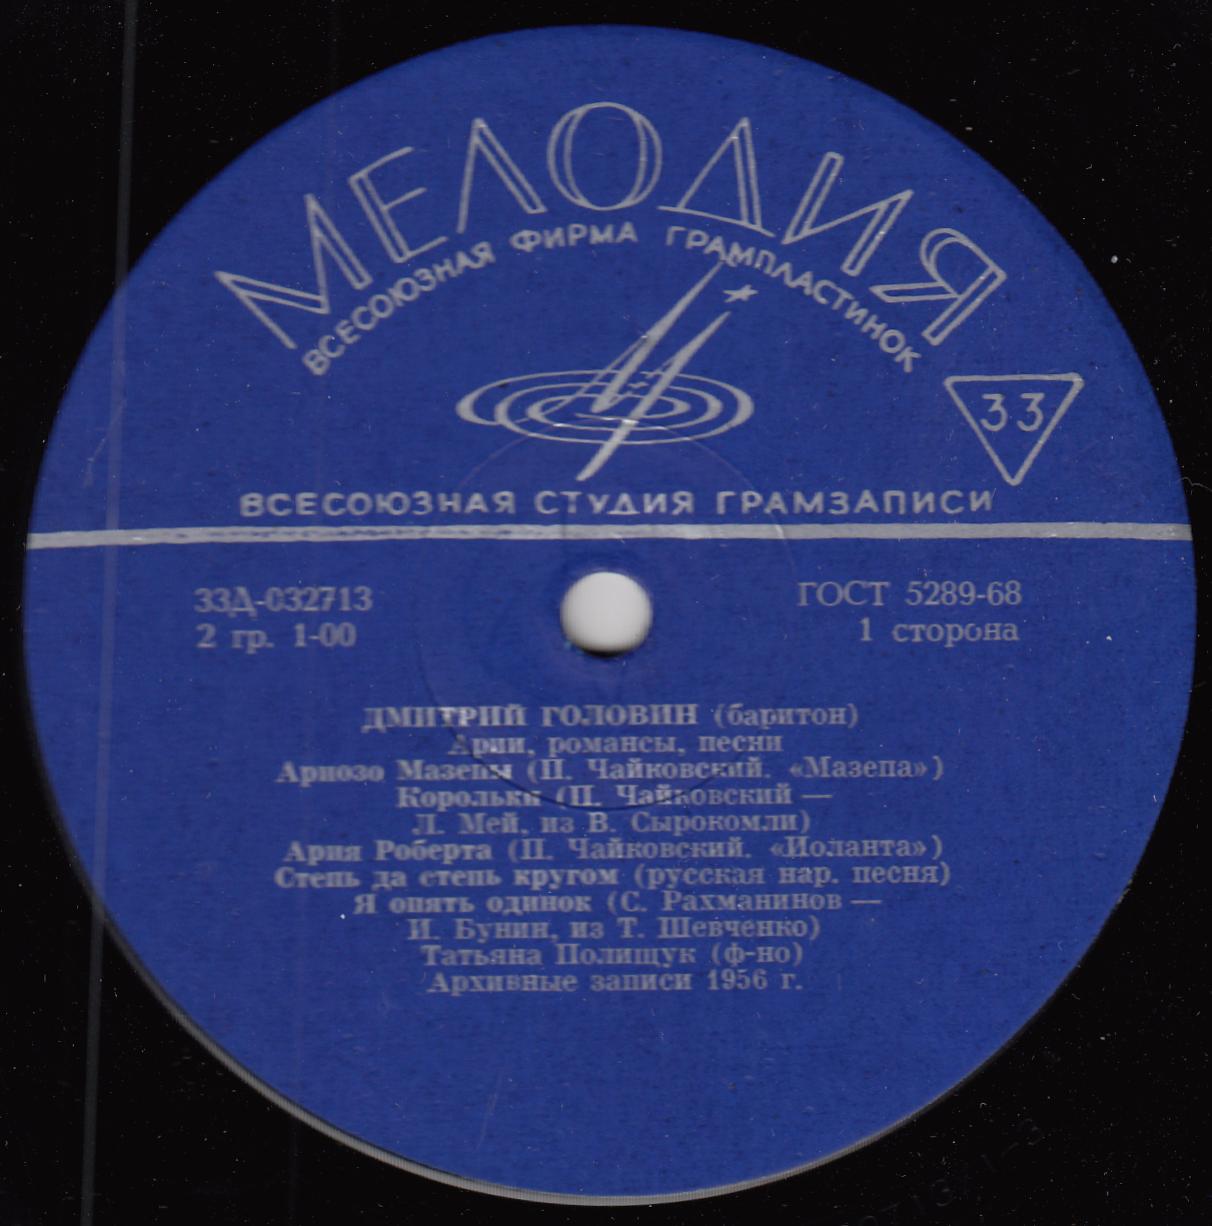 МЕЛОДИЯ
ВСЕСОЮЗНАЯ ФИРМА ГРАМПЛАСТИНОК
33
ВСЕСОЮЗНАЯ СТУДИЯ ГРАМЗАПИСИ
33Д-032713
ГОСТ 5289-68
2 гр. 1-00
1 сторона
ДМИТРИЙ ГОЛОВИН (баритон)
Арии, романсы, песни
Ариозо Мазепы (П. Чайковский. «Мазепа»)
Корольки (П. Чайковский —
Л. Мей, из В. Сырокомли)
Ария Роберта (П. Чайковский. «Иоланта»)
Степь да степь кругом (русская нар. песня)
Я опять одинок (С. Рахманинов —
И. Бунин, из Т. Шевченко)
Татьяна Полищук (ф-но)
Архивные записи 1956 г.